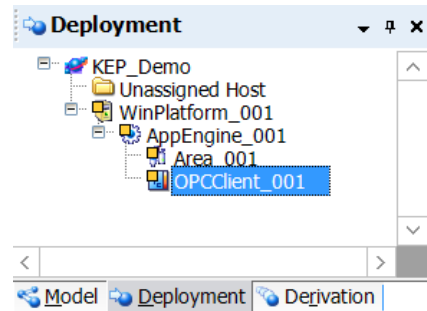 Deployment
KEP_Demo
Unassigned Host
WinPlatform_001
AppEngine_001
Area_001
OPCClient_001
Model Deployment Derivation